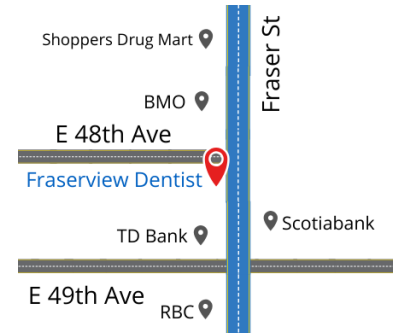 Shoppers Drug Mart
Fraser St
BMO
E 48th Ave
Fraserview Dentist
Scotiabank
TD Bank
E 49th Ave
RBC